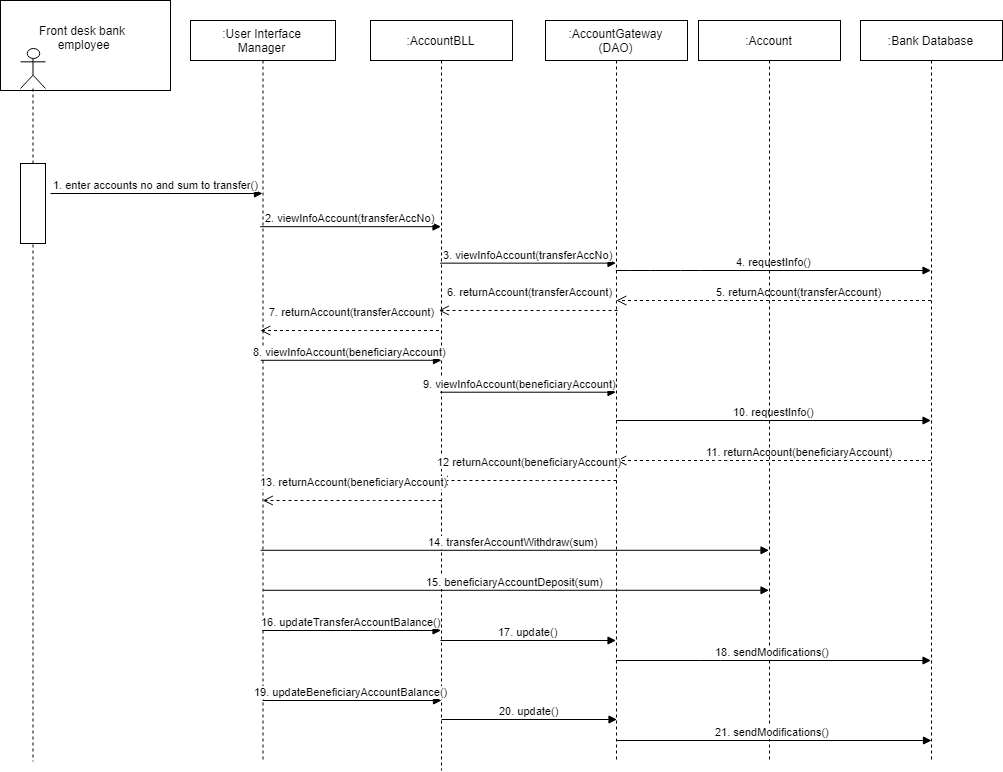 Front desk bank
employee
:User Interface
Manager
:AccountBLL
:AccountGateway
(DAO)
:Account
:Bank Database
1. enter accounts no and sum to transfer()
2. viewInfoAccount(transferAccNo)
3. viewInfoAccount(transferAccNo)
4. requestInfo()
5. returnAccount(transferAccount)
6. returnAccount(transferAccount)
7. returnAccount(transferAccount)
8. viewInfoAccount(beneficiaryAccount)
9. viewInfoAccount(beneficiaryAccount)
10. requestInfo()
11. returnAccount(beneficiaryAccount)
12 returnAccount(beneficiaryAccount)
13. returnAccount(beneficiaryAccount)
14. transferAccountWithdraw(sum)
15. beneficiaryAccountDeposit(sum)
16. updateTransferAccountBalance()
17. update()
18. sendModifications()
19. updateBeneficiaryAccountBalance()
20. update()
21. sendModifications()